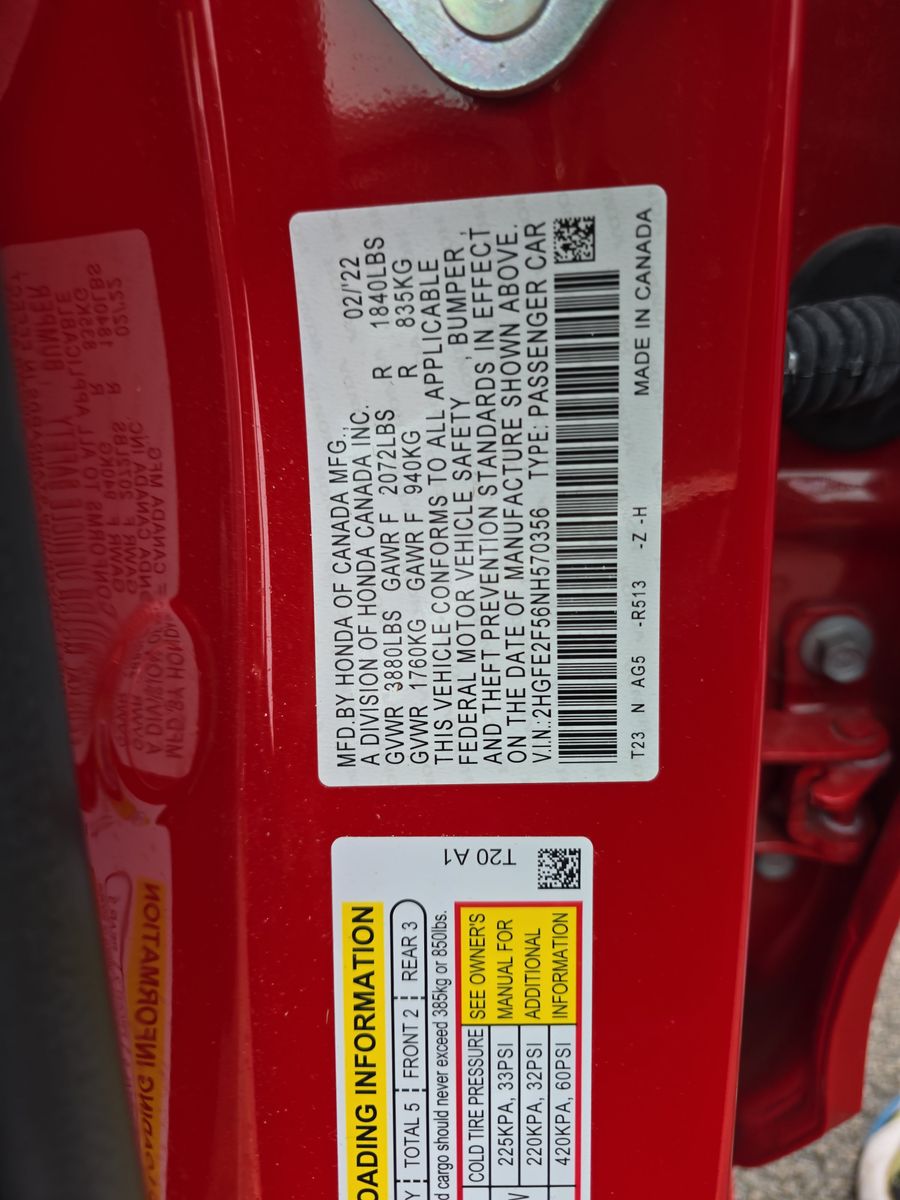 MFD.BY HONDA OF CANADA MFG.,
A DIVISION OF HONDA CANADA INC. 02/'22
GVWR 3880LBS GAWR F 2072LBS R 1840LBS
GVWR 1760KG GAWR F 940KG R 835KG
THIS VEHICLE CONFORMS TO ALL APPLICABLE
FEDERAL MOTOR VEHICLE SAFETY , BUMPER ,
AND THEFT PREVENTION STANDARDS IN EFFECT
ON THE DATE OF MANUFACTURE SHOWN ABOVE.
V.I.N.:2HGFE2F56NH570356 TYPE: PASSENGER CAR
T23 N AG5 -R513 -Z -H MADE IN CANADA
T20 A1
OADING INFORMATION
Y TOTAL 5 FRONT 2 REAR 3
d cargo should never exceed 385kg or 850lbs.
COLD TIRE PRESSURE SEE OWNER'S
225KPA, 33PSI MANUAL FOR
220KPA, 32PSI ADDITIONAL
420KPA, 60PSI INFORMATION